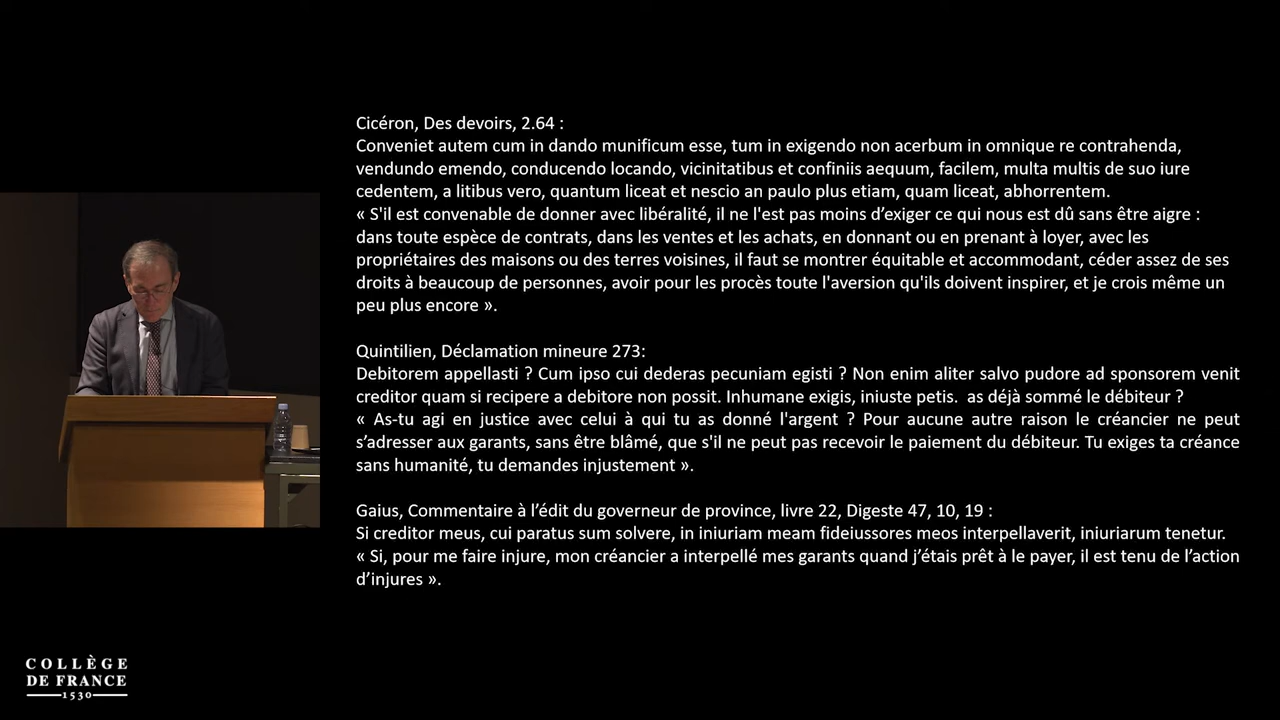 Cicéron, Des devoirs, 2.64 :
Conveniet autem cum in dando munificum esse, tum in exigendo non acerbum in omnique re contrahenda,
vendundo emendo, conducendo locando, vicinitatibus et confiniis aequum, facilem, multa multis de suo iure
cedentem, a litibus vero, quantum liceat et nescio an paulo plus etiam, quam liceat, abhorrentem.
« S'il est convenable de donner avec libéralité, il ne l'est pas moins d’exiger ce qui nous est dû sans être aigre :
dans toute espèce de contrats, dans les ventes et les achats, en donnant ou en prenant à loyer, avec les
propriétaires des maisons ou des terres voisines, il faut se montrer équitable et accommodant, céder assez de ses
droits à beaucoup de personnes, avoir pour les procès toute l'aversion qu'ils doivent inspirer, et je crois même un
peu plus encore ».
Quintilien, Déclamation mineure 273:
Debitorem appellasti ? Cum ipso cui dederas pecuniam egisti ? Non enim aliter salvo pudore ad sponsorem venit
creditor quam si recipere a debitore non possit. Inhumane exigis, iniuste petis. as déjà sommé le débiteur ?
« As-tu agi en justice avec celui à qui tu as donné l'argent ? Pour aucune autre raison le créancier ne peut
s’adresser aux garants, sans être blâmé, que s'il ne peut pas recevoir le paiement du débiteur. Tu exiges ta créance
sans humanité, tu demandes injustement ».
Gaius, Commentaire à l’édit du governeur de province, livre 22, Digeste 47, 10, 19 :
Si creditor meus, cui paratus sum solvere, in iniuriam meam fideiussores meos interpellaverit, iniuriarum tenetur.
« Si, pour me faire injure, mon créancier a interpellé mes garants quand j’étais prêt à le payer, il est tenu de l’action
d’injures ».
COLLÈGE
DE FRANCE
1530